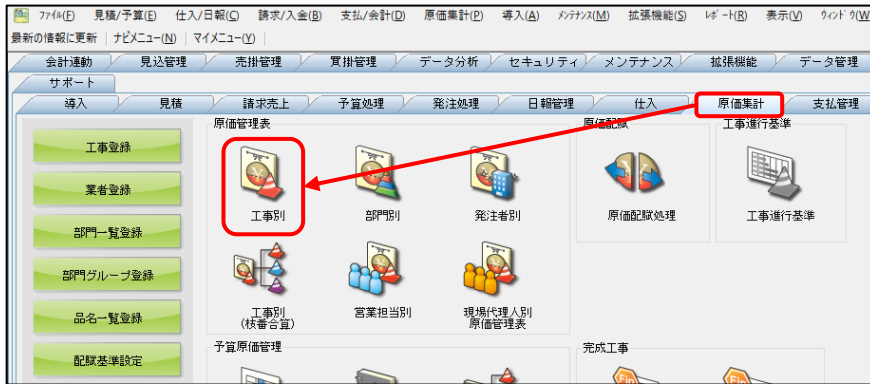 ファイル(F) 見積/予算(E) 仕入/日報(C) 請求/入金(B) 支払/会計(D) 原価集計(P) 導入(A) メンテナンス(M) 拡張機能(S) レポート(R) 表示(V) ウィンドウ(W
最新の情報に更新 ナビメニュー(N) マイメニュー(Y)
会計連動 見込管理 売掛管理 買掛管理 データ分析 セキュリティ メンテナンス 拡張機能 データ管理
サポート
導入 見積 請求売上 予算処理 発注処理 日報管理 仕入 原価集計 支払管理
工事登録
業者登録
部門一覧登録
部門グループ登録
品名一覧登録
配賦基準設定
原価管理表
工事別 部門別 発注者別
工事別
(枝番合算)
営業担当別
現場代理人別
原価管理表
原価配賦
原価配賦処理
工事進行基準
工事進行基準
予算原価管理
完成工事
Fin
Fin